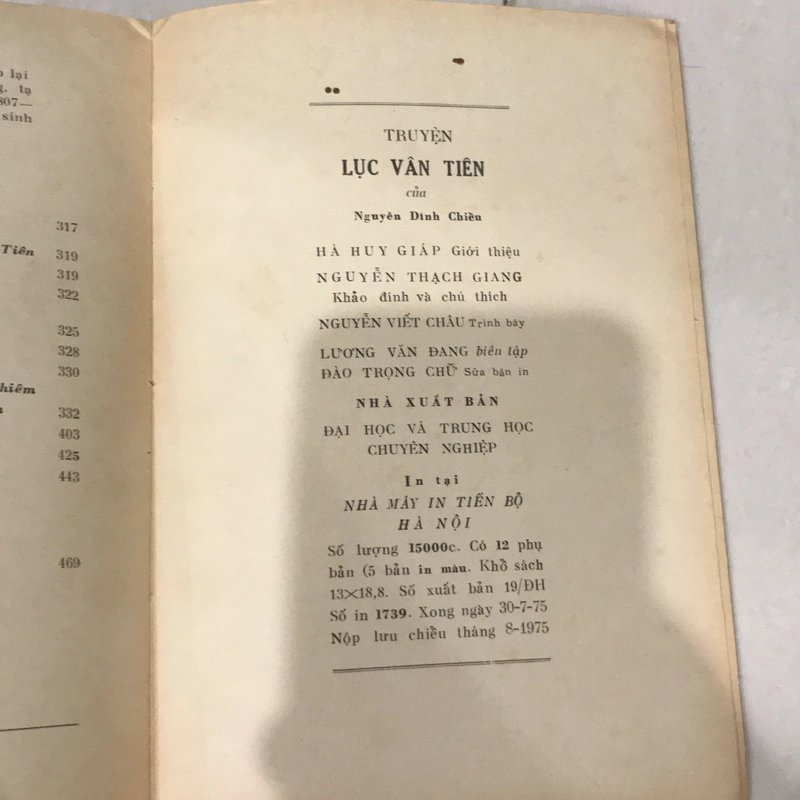 lại
g. tạ
807—
sinh
317
Tiên 319
319
322
325
328
330
hiêm
332
403
425
443
469
TRUYỆN
LỤC VÂN TIÊN
của
Nguyễn Đình Chiểu
HÀ HUY GIÁP Giới thiệu
NGUYỄN THẠCH GIANG
Khảo đính và chú thích
NGUYỄN VIẾT CHÂU Trình bày
LƯƠNG VĂN ĐANG biên tập
ĐÀO TRỌNG CHỮ Sửa bản in
NHÀ XUẤT BẢN
ĐẠI HỌC VÀ TRUNG HỌC
CHUYÊN NGHIỆP
In tại
NHÀ MÁY IN TIẾN BỘ
HÀ NỘI
Số lượng 15000c. Có 12 phụ
bản (5 bản in màu. Khổ sách
13×18,8. Số xuất bản 19/ĐH
Số in 1739. Xong ngày 30-7-75
Nộp lưu chiều tháng 8-1975